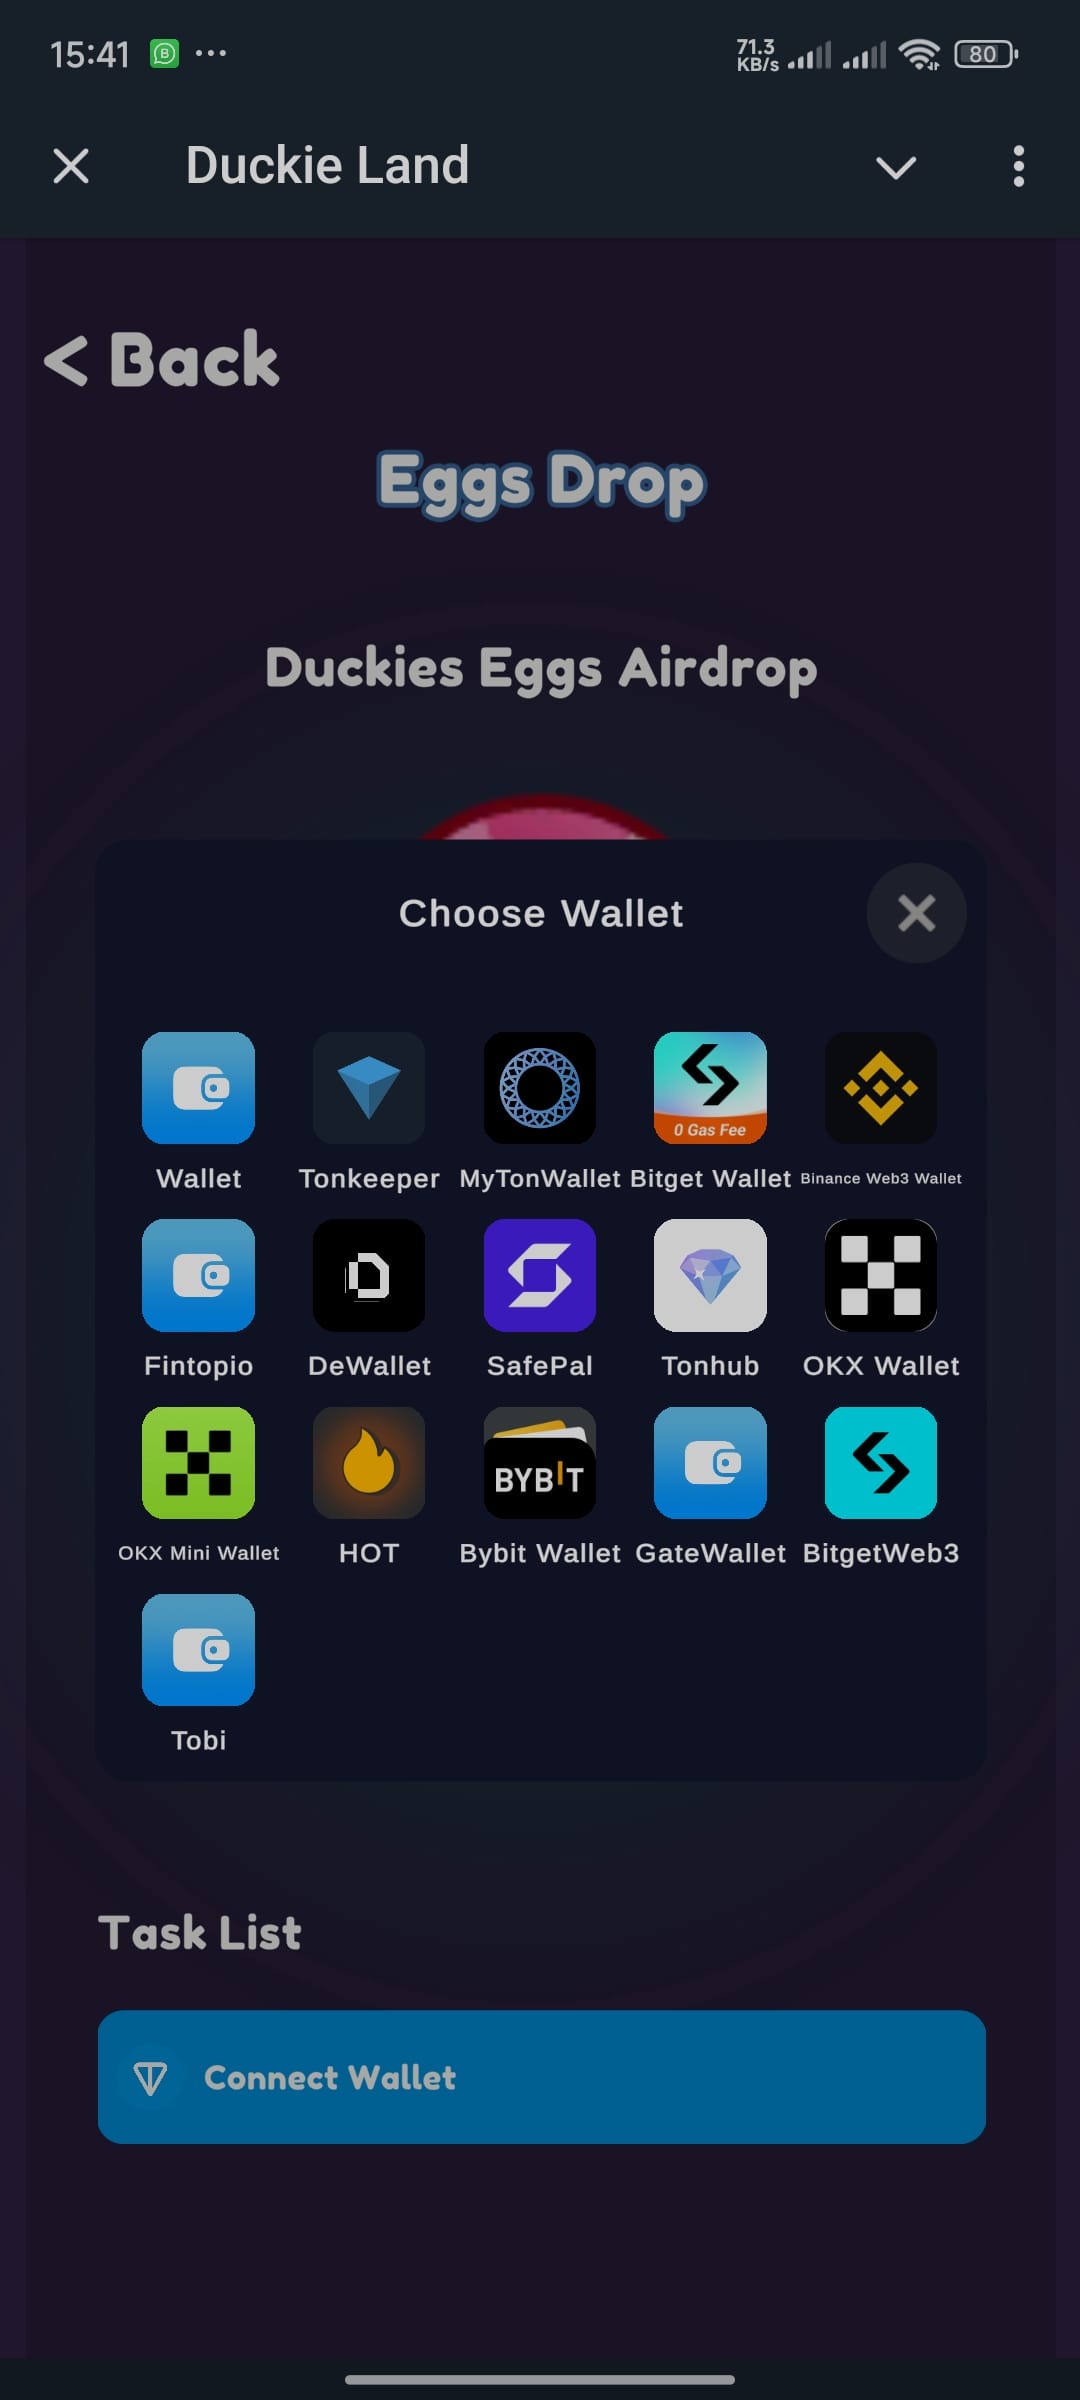 15:41
71.3
KB/s
80
Duckie Land
< Back
Eggs Drop
Duckies Eggs Airdrop
Choose Wallet
0 Gas Fee
Wallet Tonkeeper MyTonWallet Bitget Wallet Binance Web3 Wallet
Fintopio DeWallet SafePal Tonhub OKX Wallet
BYBIT
OKX Mini Wallet HOT Bybit Wallet GateWallet BitgetWeb3
Tobi
Task List
Connect Wallet